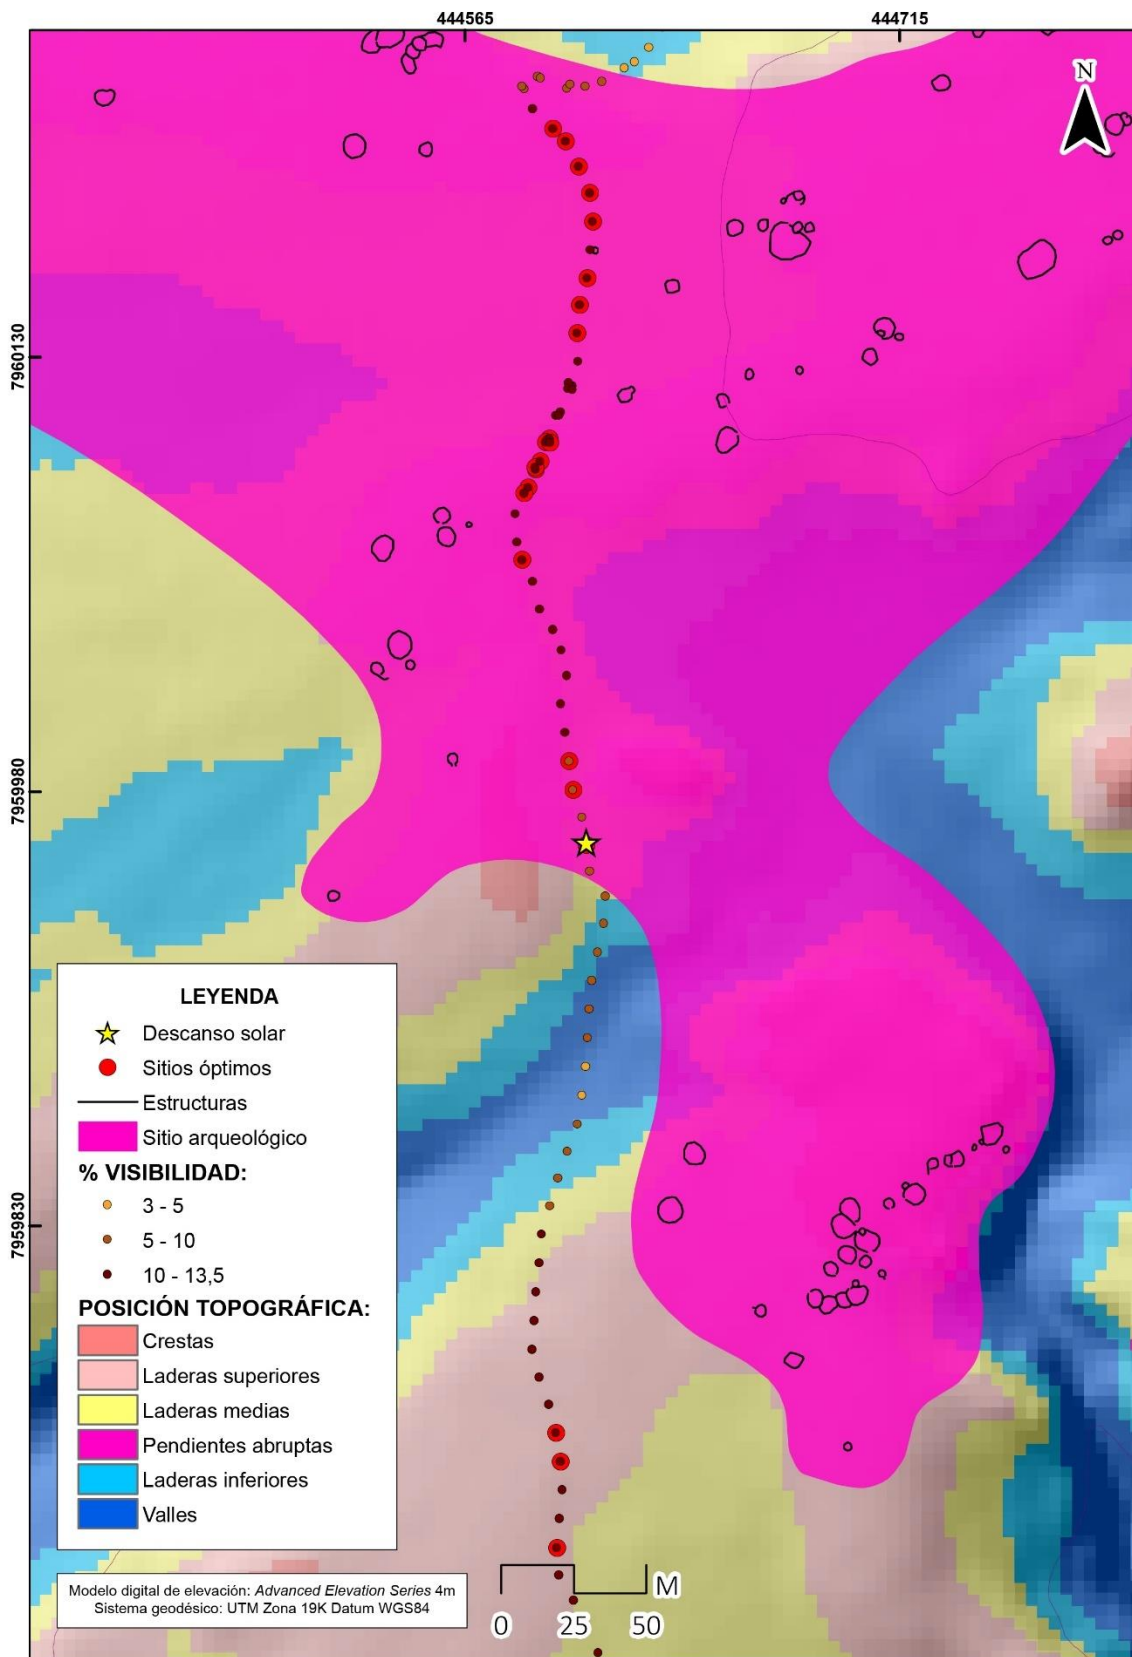 444565
444715
N
7960130
7959980
7959830
LEYENDA
Descanso solar
Sitios óptimos
Estructuras
Sitio arqueológico
% VISIBILIDAD:
3 - 5
5 - 10
10 - 13,5
POSICIÓN TOPOGRÁFICA:
Crestas
Laderas superiores
Laderas medias
Pendientes abruptas
Laderas inferiores
Valles
Modelo digital de elevación: Advanced Elevation Series 4m
Sistema geodésico: UTM Zona 19K Datum WGS84
M
0 25 50